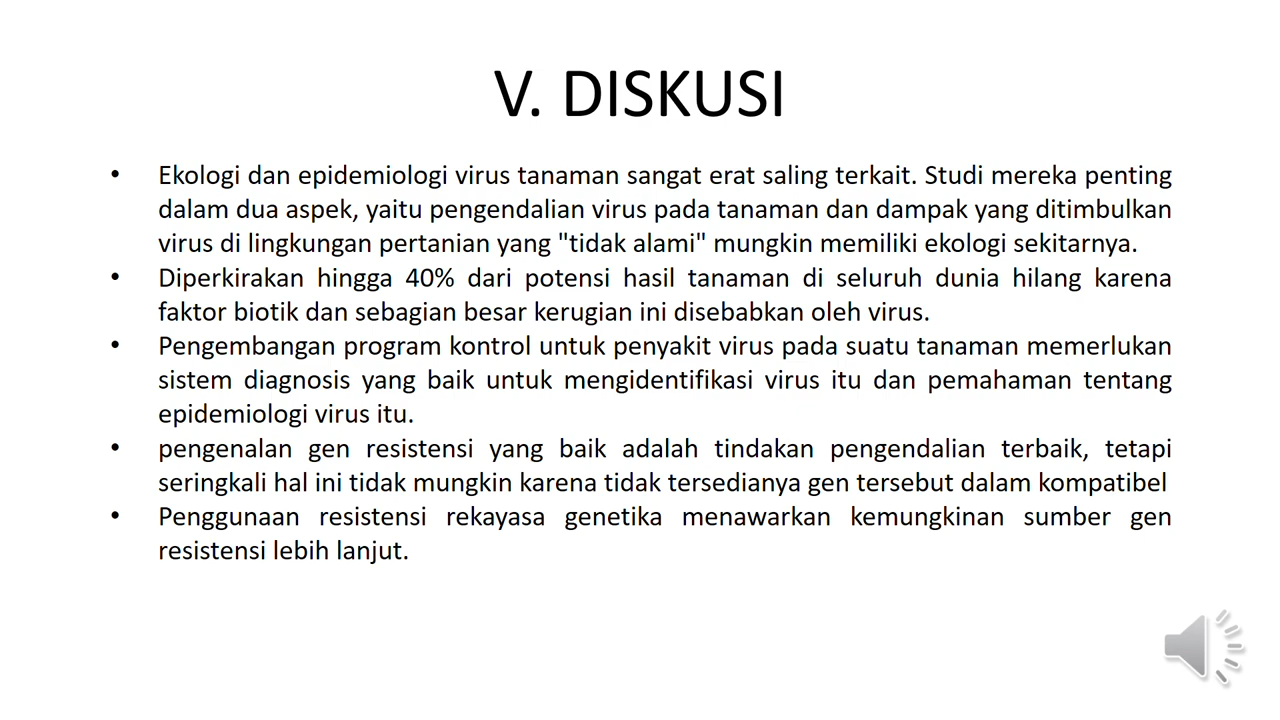 V. DISKUSI
• Ekologi dan epidemiologi virus tanaman sangat erat saling terkait. Studi mereka penting
dalam dua aspek, yaitu pengendalian virus pada tanaman dan dampak yang ditimbulkan
virus di lingkungan pertanian yang "tidak alami" mungkin memiliki ekologi sekitarnya.
• Diperkirakan hingga 40% dari potensi hasil tanaman di seluruh dunia hilang karena
faktor biotik dan sebagian besar kerugian ini disebabkan oleh virus.
• Pengembangan program kontrol untuk penyakit virus pada suatu tanaman memerlukan
sistem diagnosis yang baik untuk mengidentifikasi virus itu dan pemahaman tentang
epidemiologi virus itu.
• pengenalan gen resistensi yang baik adalah tindakan pengendalian terbaik, tetapi
seringkali hal ini tidak mungkin karena tidak tersedianya gen tersebut dalam kompatibel
• Penggunaan resistensi rekayasa genetika menawarkan kemungkinan sumber gen
resistensi lebih lanjut.